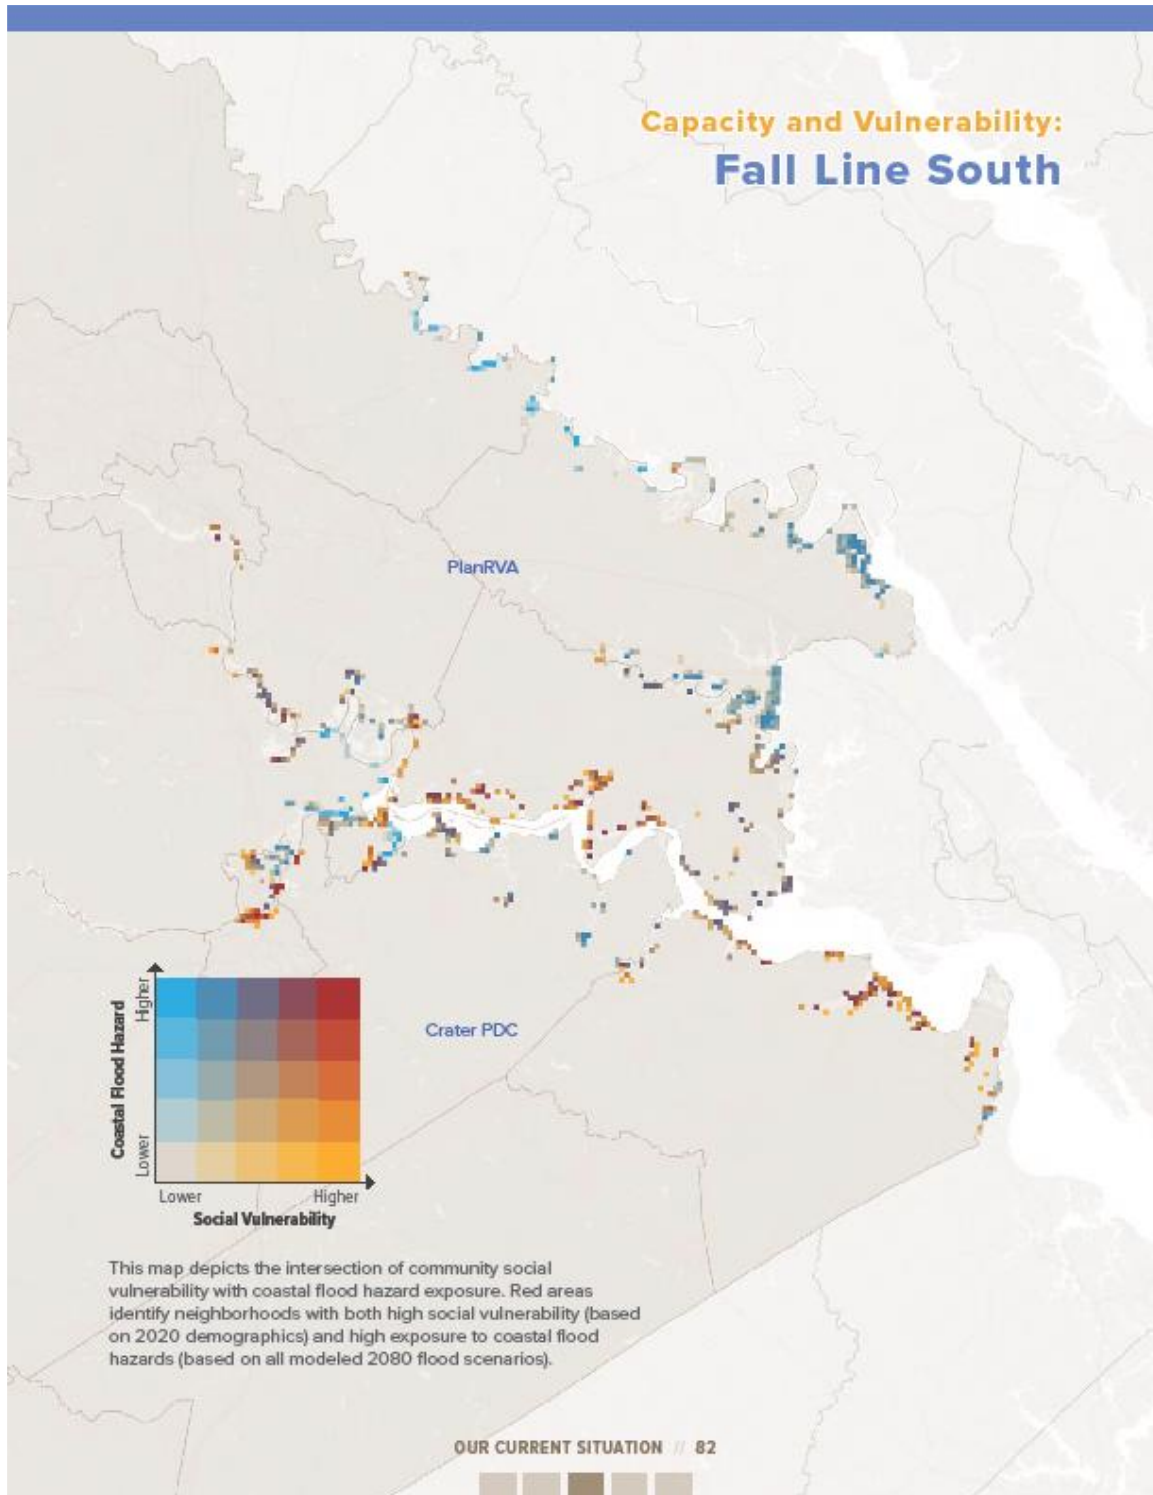 Capacity and Vulnerability:
Fall Line South
PlanRVA
Crater PDC
Coastal Flood Hazard
Higher
Lower
Lower
Higher
Social Vulnerability
This map depicts the intersection of community social
vulnerability with coastal flood hazard exposure. Red areas
identify neighborhoods with both high social vulnerability (based
on 2020 demographics) and high exposure to coastal flood
hazards (based on all modeled 2080 flood scenarios).
OUR CURRENT SITUATION // 82